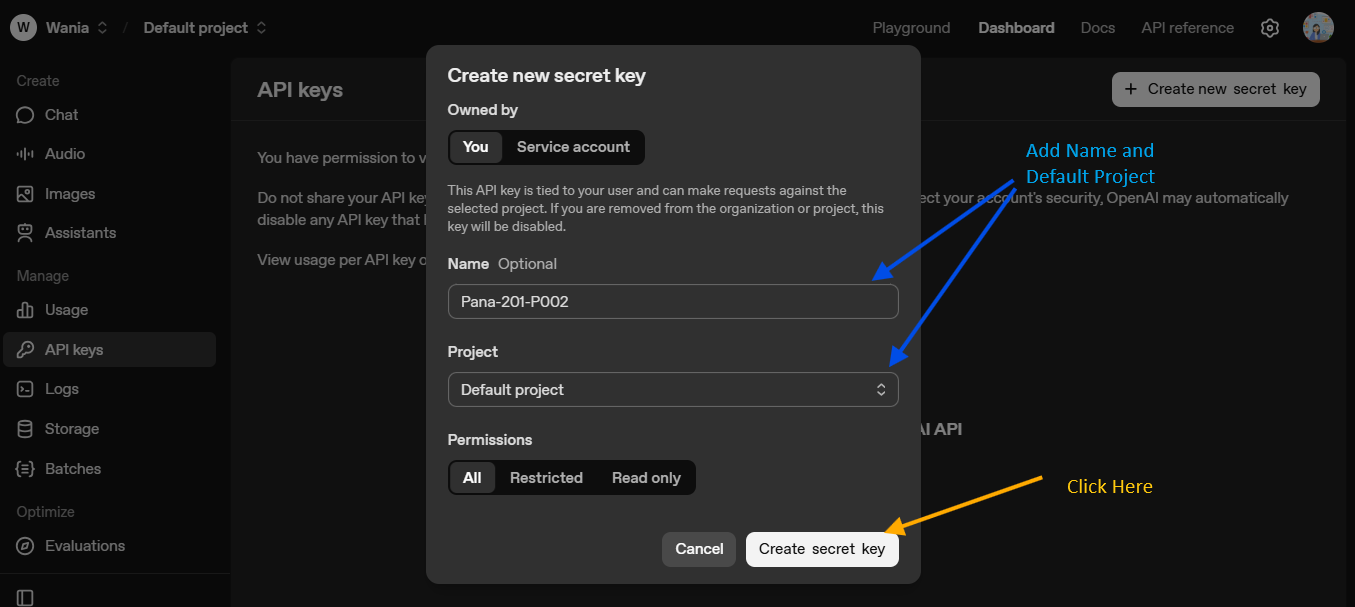 W Wania / Default project
Playground Dashboard Docs API reference
Create
Chat
Audio
Images
Assistants
Manage
Usage
API keys
Logs
Storage
Batches
Optimize
Evaluations
API keys
+ Create new secret key
You have permission to v
Do not share your API key
ect your account's security, OpenAI may automatically
disable any API key that
View usage per API key o
AI API
Create new secret key
Owned by
You Service account
This API key is tied to your user and can make requests against the
selected project. If you are removed from the organization or project, this
key will be disabled.
Name Optional
Pana-201-P002
Project
Default project
Permissions
All Restricted Read only
Cancel Create secret key
Add Name and
Default Project
Click Here